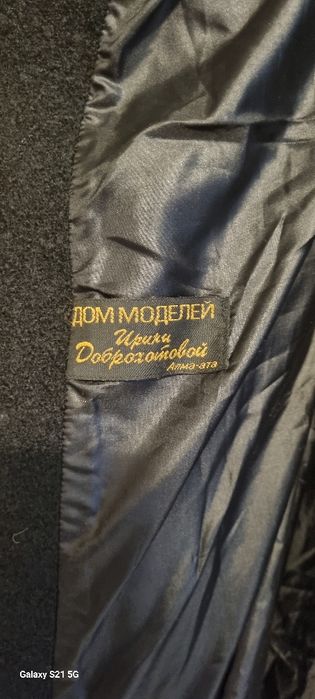 ДОМ МОДЕЛЕЙ
Ирины
Доброхотовой
Алма-ата
Galaxy S21 5G